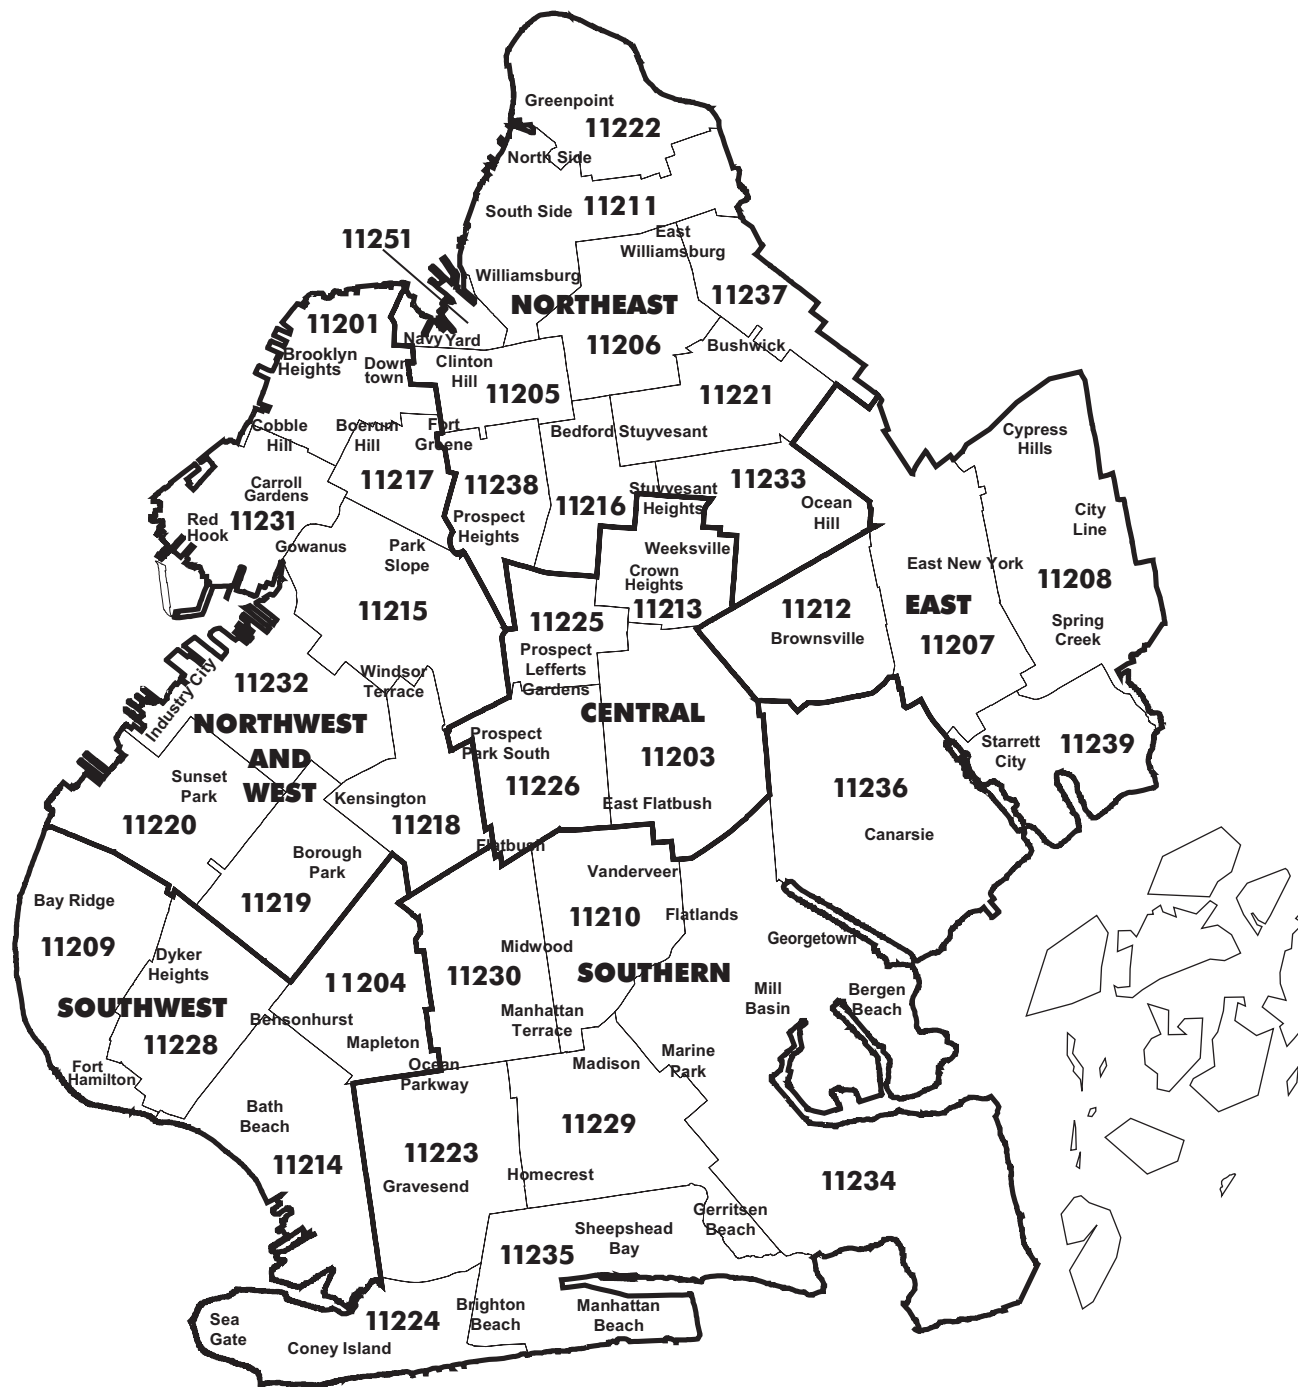 Greenpoint
11222
North Side
South Side
11211
East
Williamsburg
11251
Williamsburg
11237
NORTHEAST
11201
11206
Navy Yard
Bushwick
Brooklyn
Heights
Down
town
Clinton
Hill
11205
11221
Cypress
Hills
Cobble
Hill
Boerum
Hill
Fort
Greene
Bedford Stuyvesant
11217
11238
11233
Carroll
Gardens
Stuyvesant
Heights
11216
Ocean
Hill
City
Line
Red
Hook
11231
Prospect
Heights
Gowanus
Park
Slope
Weeksville
East New York
11208
Crown
Heights
11215
11225
11213
11212
EAST
Brownsville
11207
Spring
Creek
Prospect
Lefferts
Gardens
Windsor
Terrace
11232
Industry City
NORTHWEST
AND
WEST
CENTRAL
Prospect
Park South
11203
Starrett
City
11239
Sunset
Park
11226
11236
Kensington
East Flatbush
11220
11218
Canarsie
Flatbush
Borough
Park
Vanderveer
Bay Ridge
11219
11210
Flatlands
11209
Georgetown
Dyker
Heights
Midwood
11204
11230
SOUTHERN
Mill
Basin
Bergen
Beach
SOUTHWEST
Bensonhurst
Manhattan
Terrace
11228
Mapleton
Fort
Hamilton
Ocean
Parkway
Madison
Marine
Park
Bath
Beach
11229
11223
11214
Gravesend
Homecrest
11234
Gerritsen
Beach
Sheepshead
Bay
11235
Sea
Gate
11224
Brighton
Beach
Manhattan
Beach
Coney Island